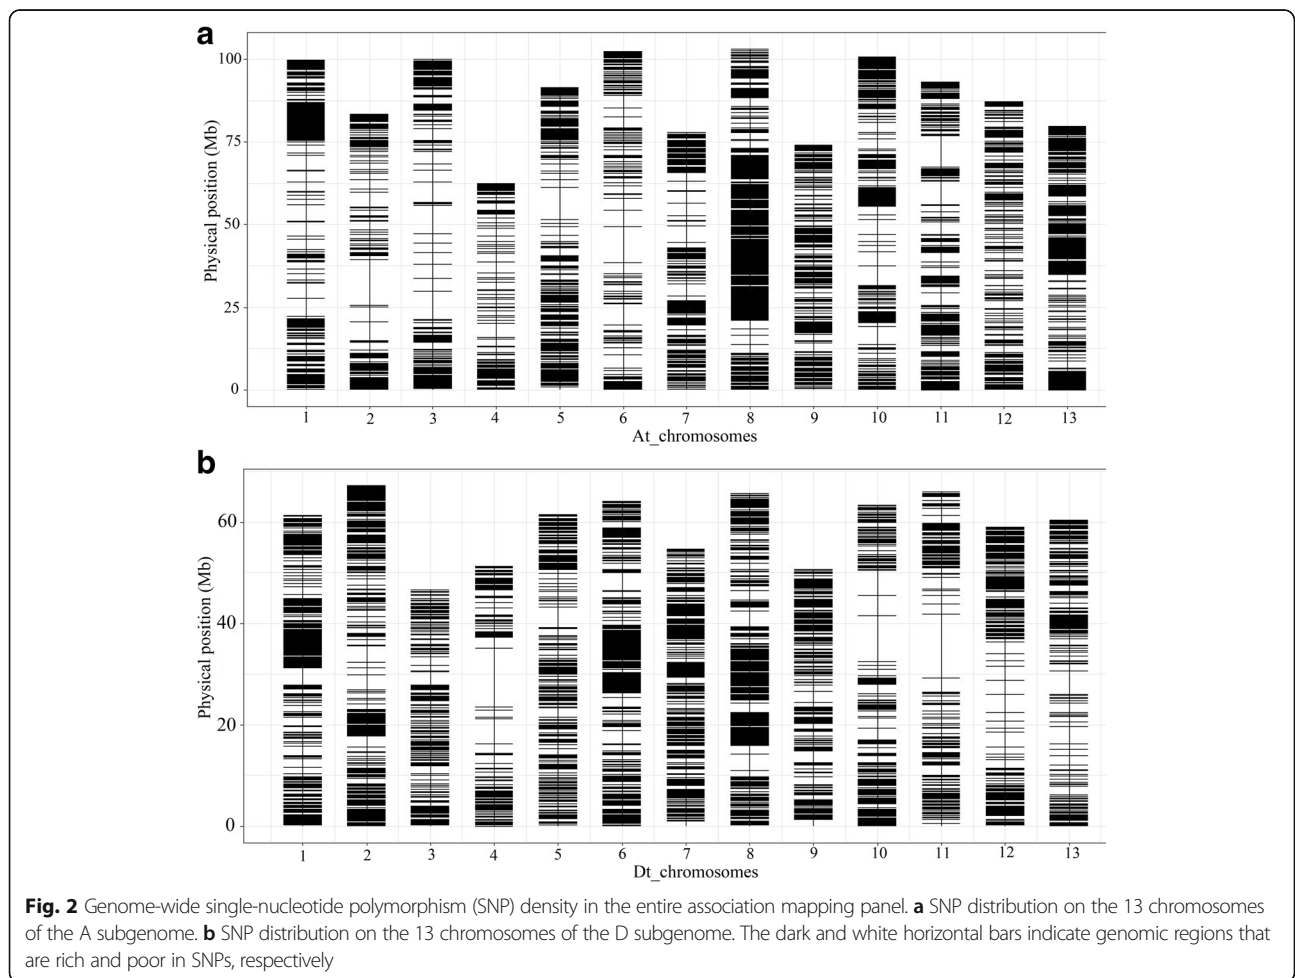 a
100
75
50
25
0
Physical position (Mb)
1 2 3 4 5 6 7 8 9 10 11 12 13
At_chromosomes
b
60
40
20
0
Physical position (Mb)
1 2 3 4 5 6 7 8 9 10 11 12 13
Dt_chromosomes
Fig. 2 Genome-wide single-nucleotide polymorphism (SNP) density in the entire association mapping panel. a SNP distribution on the 13 chromosomes
of the A subgenome. b SNP distribution on the 13 chromosomes of the D subgenome. The dark and white horizontal bars indicate genomic regions that
are rich and poor in SNPs, respectively